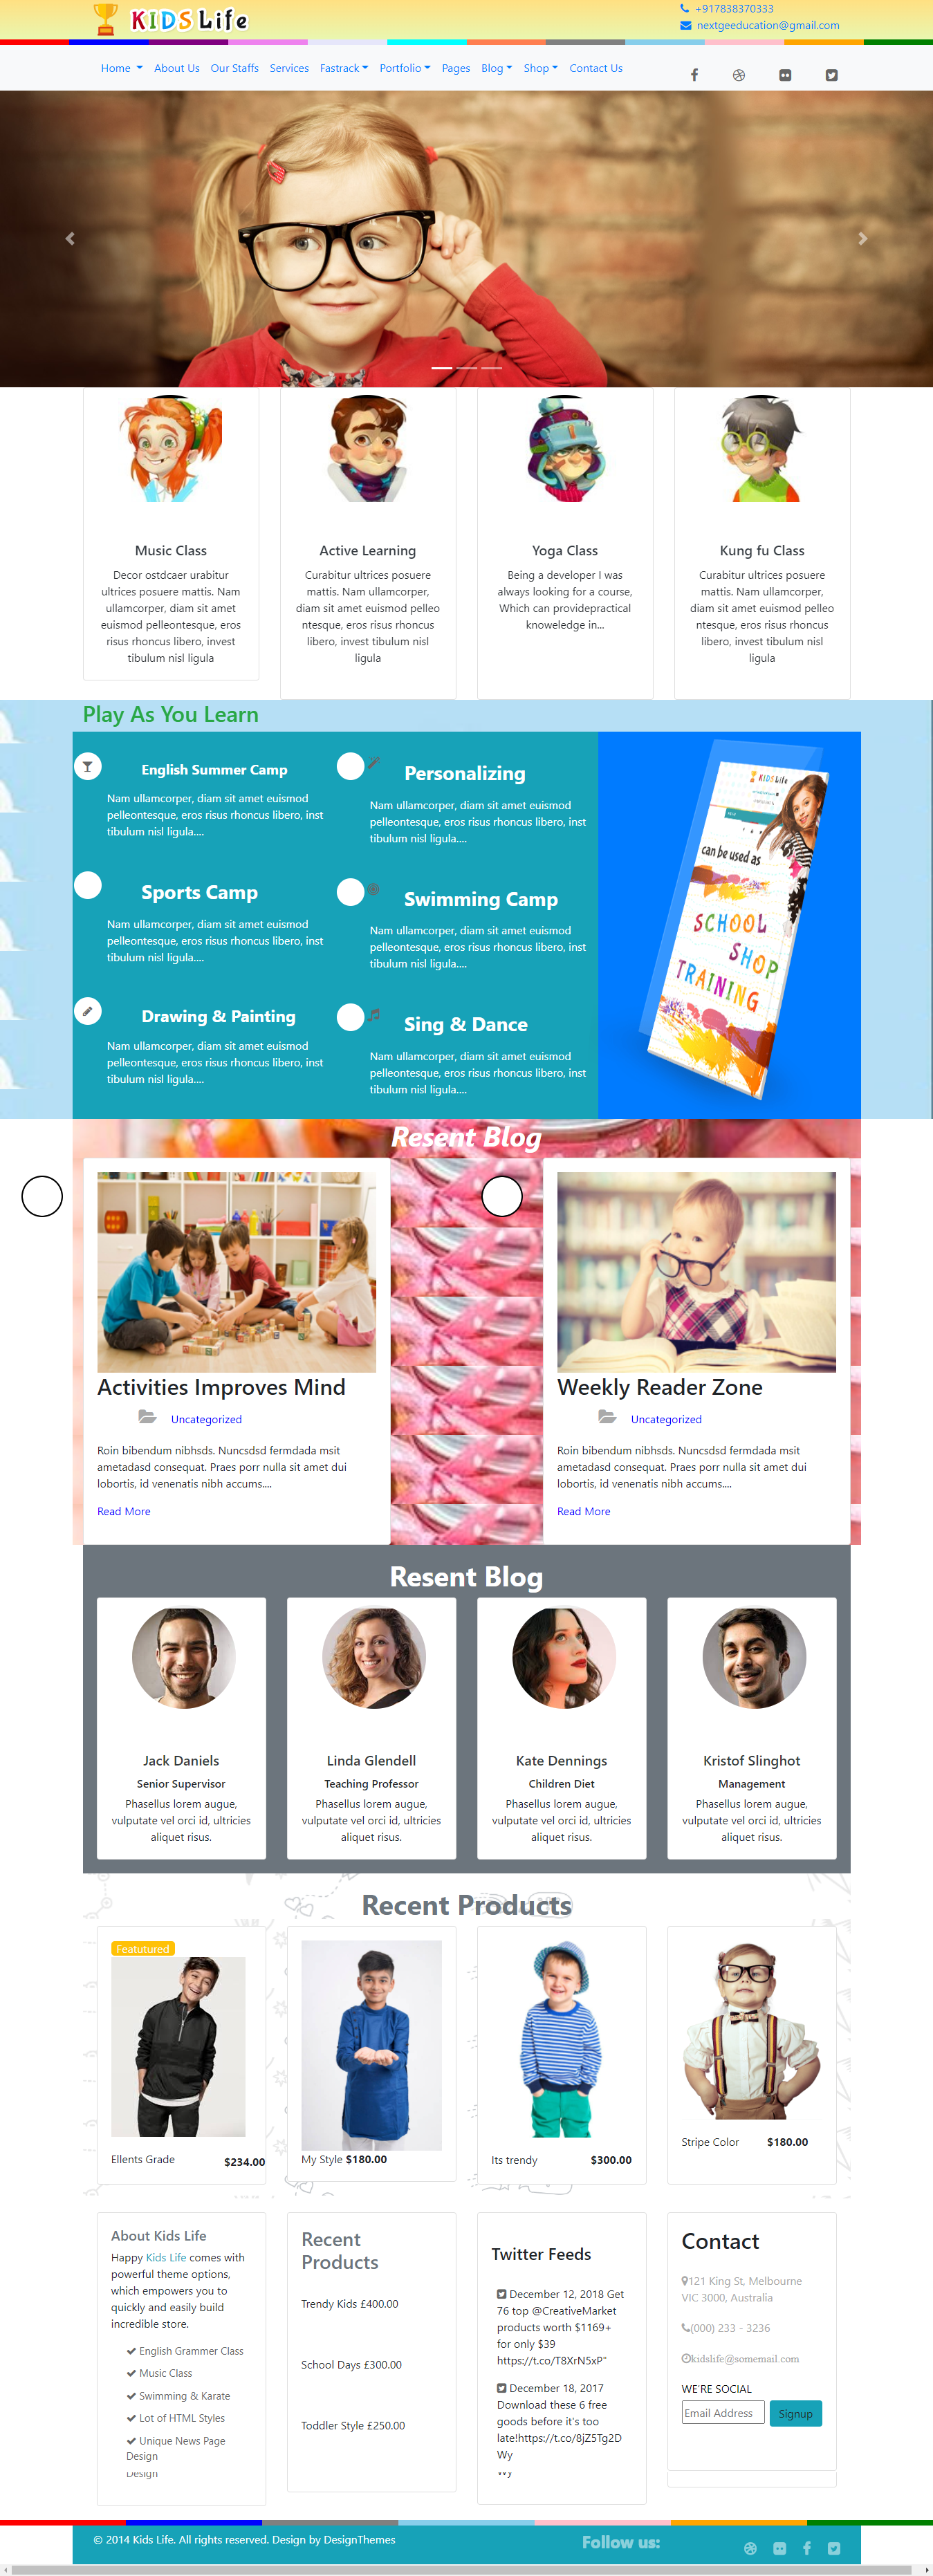 KIDS Life
+917838370333
nextgeeducation@gmail.com
Home About Us Our Staffs Services Fastrack Portfolio Pages Blog Shop Contact Us
Music Class
Decor ostdcaer urabitur
ultrices posuere mattis. Nam
ullamcorper, diam sit amet
euismod pelleontesque, eros
risus rhoncus libero, invest
tibulum nisl ligula
Active Learning
Curabitur ultrices posuere
mattis. Nam ullamcorper,
diam sit amet euismod pelleo
ntesque, eros risus rhoncus
libero, invest tibulum nisl
ligula
Yoga Class
Being a developer I was
always looking for a course,
Which can providepractical
knoweledge in...
Kung fu Class
Curabitur ultrices posuere
mattis. Nam ullamcorper,
diam sit amet euismod pelleo
ntesque, eros risus rhoncus
libero, invest tibulum nisl
ligula
Play As You Learn
English Summer Camp
Nam ullamcorper, diam sit amet euismod
pelleontesque, eros risus rhoncus libero, inst
tibulum nisl ligula....
Personalizing
Nam ullamcorper, diam sit amet euismod
pelleontesque, eros risus rhoncus libero, inst
tibulum nisl ligula....
Sports Camp
Nam ullamcorper, diam sit amet euismod
pelleontesque, eros risus rhoncus libero, inst
tibulum nisl ligula....
Swimming Camp
Nam ullamcorper, diam sit amet euismod
pelleontesque, eros risus rhoncus libero, inst
tibulum nisl ligula....
Drawing & Painting
Nam ullamcorper, diam sit amet euismod
pelleontesque, eros risus rhoncus libero, inst
tibulum nisl ligula....
Sing & Dance
Nam ullamcorper, diam sit amet euismod
pelleontesque, eros risus rhoncus libero, inst
tibulum nisl ligula....
KIDS Life
can be used as
SCHOOL
SHOP
TRAINING
Resent Blog
Activities Improves Mind
Uncategorized
Roin bibendum nibhsds. Nuncsdsd fermdada msit
ametadasd consequat. Praes porr nulla sit amet dui
lobortis, id venenatis nibh accums....
Read More
Weekly Reader Zone
Uncategorized
Roin bibendum nibhsds. Nuncsdsd fermdada msit
ametadasd consequat. Praes porr nulla sit amet dui
lobortis, id venenatis nibh accums....
Read More
Resent Blog
Jack Daniels
Senior Supervisor
Phasellus lorem augue,
vulputate vel orci id, ultricies
aliquet risus.
Linda Glendell
Teaching Professor
Phasellus lorem augue,
vulputate vel orci id, ultricies
aliquet risus.
Kate Dennings
Children Diet
Phasellus lorem augue,
vulputate vel orci id, ultricies
aliquet risus.
Kristof Slinghot
Management
Phasellus lorem augue,
vulputate vel orci id, ultricies
aliquet risus.
Recent Products
Featutured
Ellents Grade $234.00
My Style $180.00
Its trendy $300.00
Stripe Color $180.00
About Kids Life
Happy Kids Life comes with
powerful theme options,
which empowers you to
quickly and easily build
incredible store.
English Grammer Class
Music Class
Swimming & Karate
Lot of HTML Styles
Unique News Page
Design
Design
Recent
Products
Trendy Kids £400.00
School Days £300.00
Toddler Style £250.00
Twitter Feeds
December 12, 2018 Get
76 top @CreativeMarket
products worth $1169+
for only $39
https://t.co/T8XrN5xP"
December 18, 2017
Download these 6 free
goods before it's too
late!https://t.co/8jZ5Tg2D
Wy
Wy
Contact
121 King St, Melbourne
VIC 3000, Australia
(000) 233 - 3236
kidslife@somemail.com
WE'RE SOCIAL
Email Address Signup
© 2014 Kids Life. All rights reserved. Design by DesignThemes
Follow us: